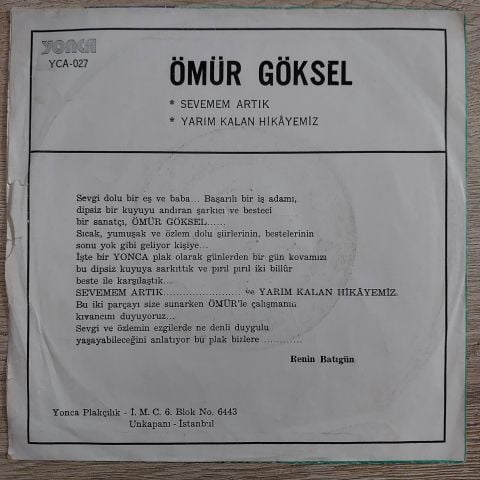 YONCA
YCA-027
ÖMÜR GÖKSEL
* SEVEMEM ARTIK
* YARIM KALAN HİKÂYEMİZ
Sevgi dolu bir eş ve baba... Başarılı bir iş adamı,
dipsiz bir kuyuyu andıran şarkıcı ve besteci
bir sanatçı, ÖMÜR GÖKSEL......
Sıcak, yumuşak ve özlem dolu şiirlerinin, bestelerinin
sonu yok gibi geliyor kişiye...
İşte bir YONCA plak olarak günlerden bir gün kovamızı
bu dipsiz kuyuya sarkıttık ve pırıl pırıl iki billûr
beste ile karşılaştık...
SEVEMEM ARTIK........................ ve YARIM KALAN HİKÂYEMİZ.
Bu iki parçayı size sunarken ÖMÜR'le çalışmanın
kıvancını duyuyoruz...
Sevgi ve özlemin ezgilerde ne denli duygulu
yaşayabileceğini anlatıyor bu plak bizlere ............
Renin Batıgün
Yonca Plakçılık - İ. M. C. 6. Blok No. 6443
Unkapanı - İstanbul